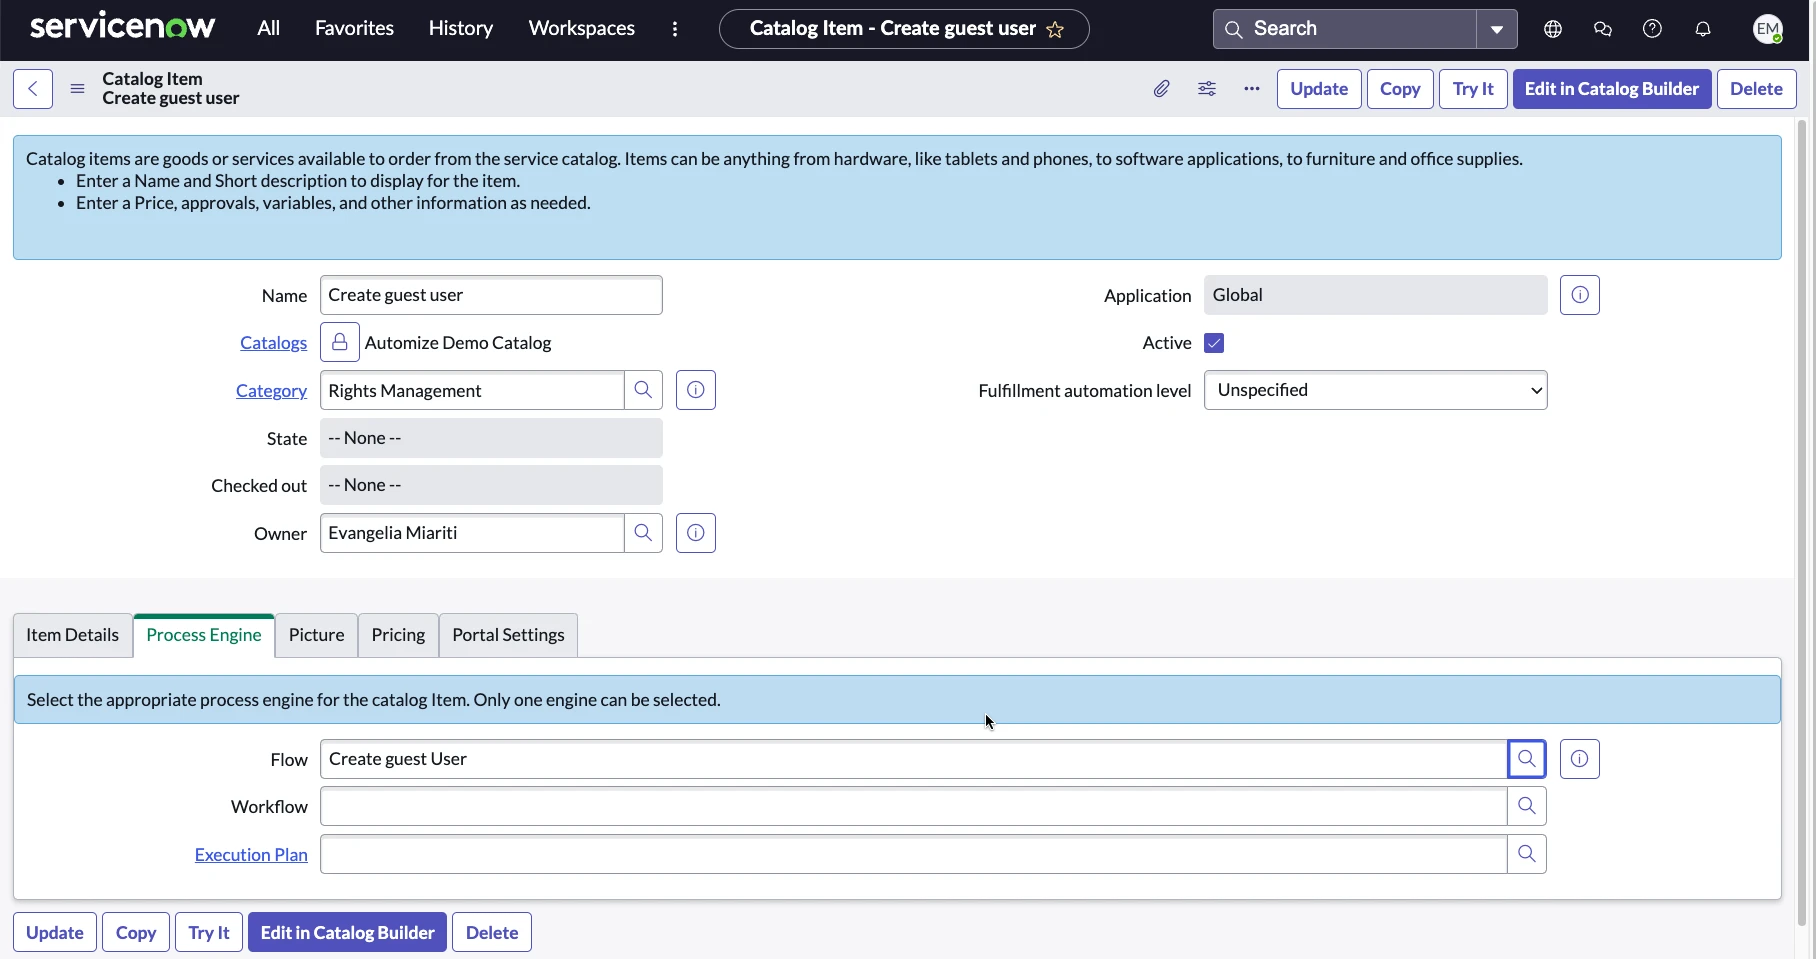 servicenow All Favorites History Workspaces Catalog Item - Create guest user Search EM
Catalog Item
Create guest user
Update Copy Try It Edit in Catalog Builder Delete
Catalog items are goods or services available to order from the service catalog. Items can be anything from hardware, like tablets and phones, to software applications, to furniture and office supplies.
• Enter a Name and Short description to display for the item.
• Enter a Price, approvals, variables, and other information as needed.
Name Create guest user Application Global
Catalogs Automize Demo Catalog Active
Category Rights Management Fulfillment automation level Unspecified
State -- None --
Checked out -- None --
Owner Evangelia Miariti
Item Details Process Engine Picture Pricing Portal Settings
Select the appropriate process engine for the catalog Item. Only one engine can be selected.
Flow Create guest User
Workflow
Execution Plan
Update Copy Try It Edit in Catalog Builder Delete